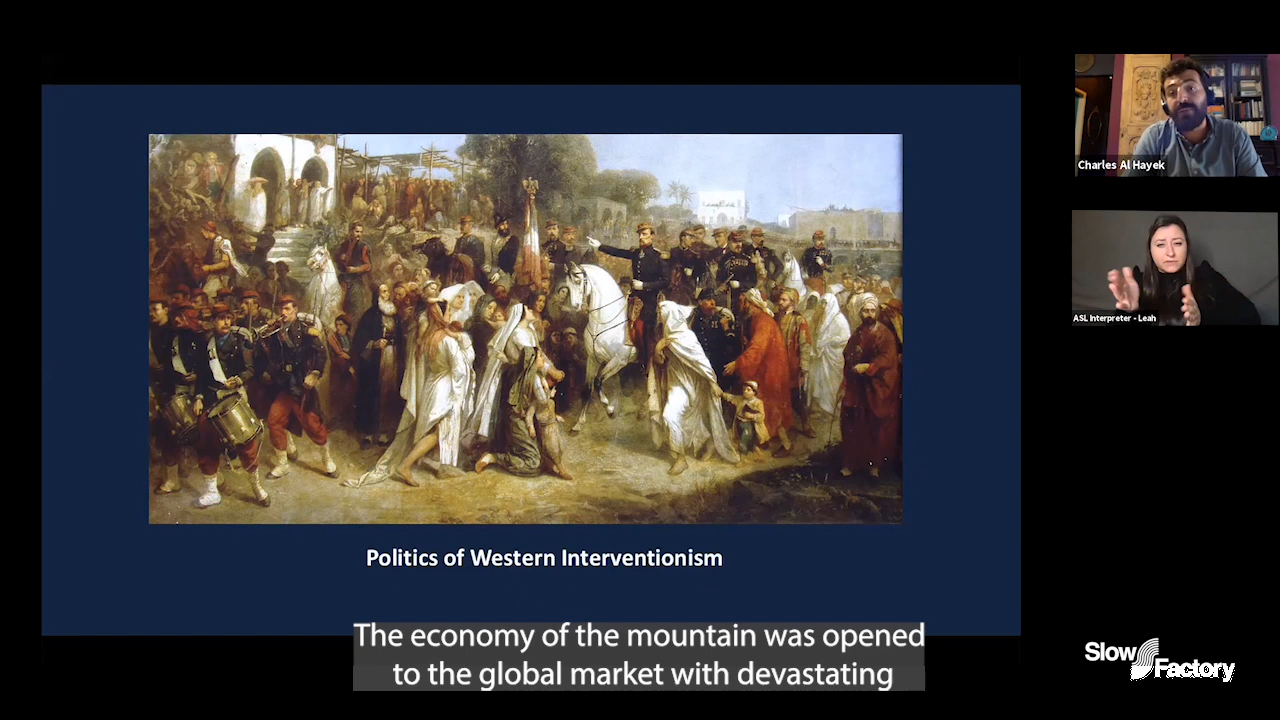 Charles Al Hayek
ASL Interpreter - Leah
Politics of Western Interventionism
The economy of the mountain was opened
to the global market with devastating
Slow
Factory